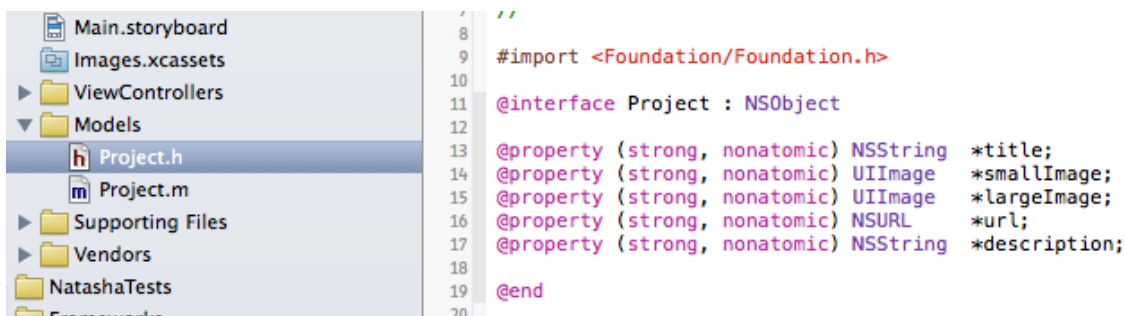 Main.storyboard
Images.xcassets
ViewControllers
Models
h Project.h
m Project.m
Supporting Files
Vendors
NatashaTests
8
9 #import <Foundation/Foundation.h>
10
11 @interface Project : NSObject
12
13 @property (strong, nonatomic) NSString  *title;
14 @property (strong, nonatomic) UIImage   *smallImage;
15 @property (strong, nonatomic) UIImage   *largeImage;
16 @property (strong, nonatomic) NSURL     *url;
17 @property (strong, nonatomic) NSString  *description;
18
19 @end